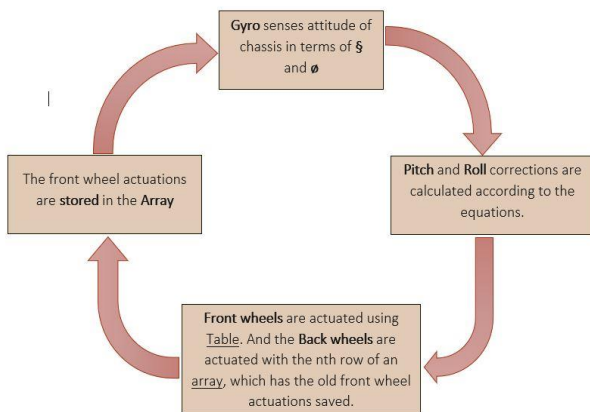 Gyro senses attitude of
chassis in terms of §
and ø
Pitch and Roll corrections are
calculated according to the
equations.
Front wheels are actuated using
Table. And the Back wheels are
actuated with the nth row of an
array, which has the old front wheel
actuations saved.
The front wheel actuations
are stored in the Array